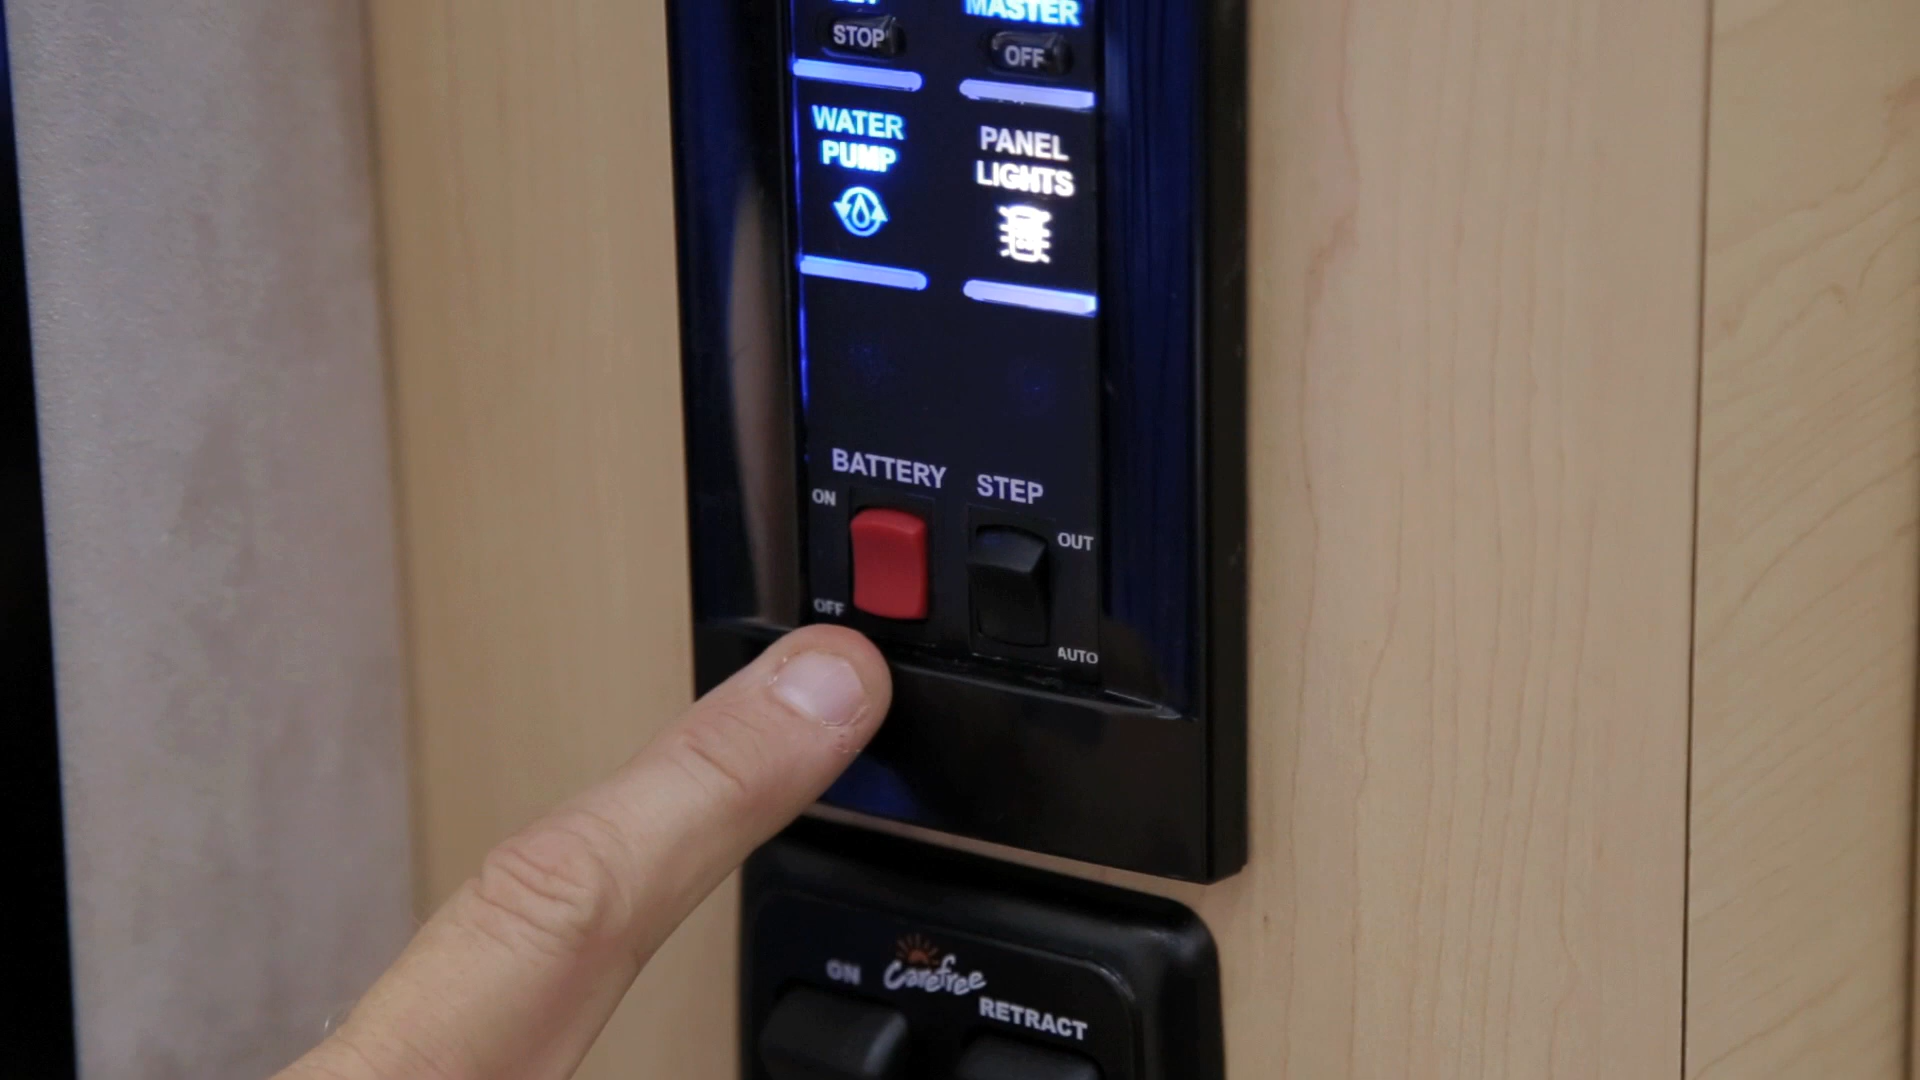 MASTER
STOP
OFF
WATER
PUMP
PANEL
LIGHTS
BATTERY
STEP
ON
OUT
OFF
AUTO
ON
Carefree
RETRACT